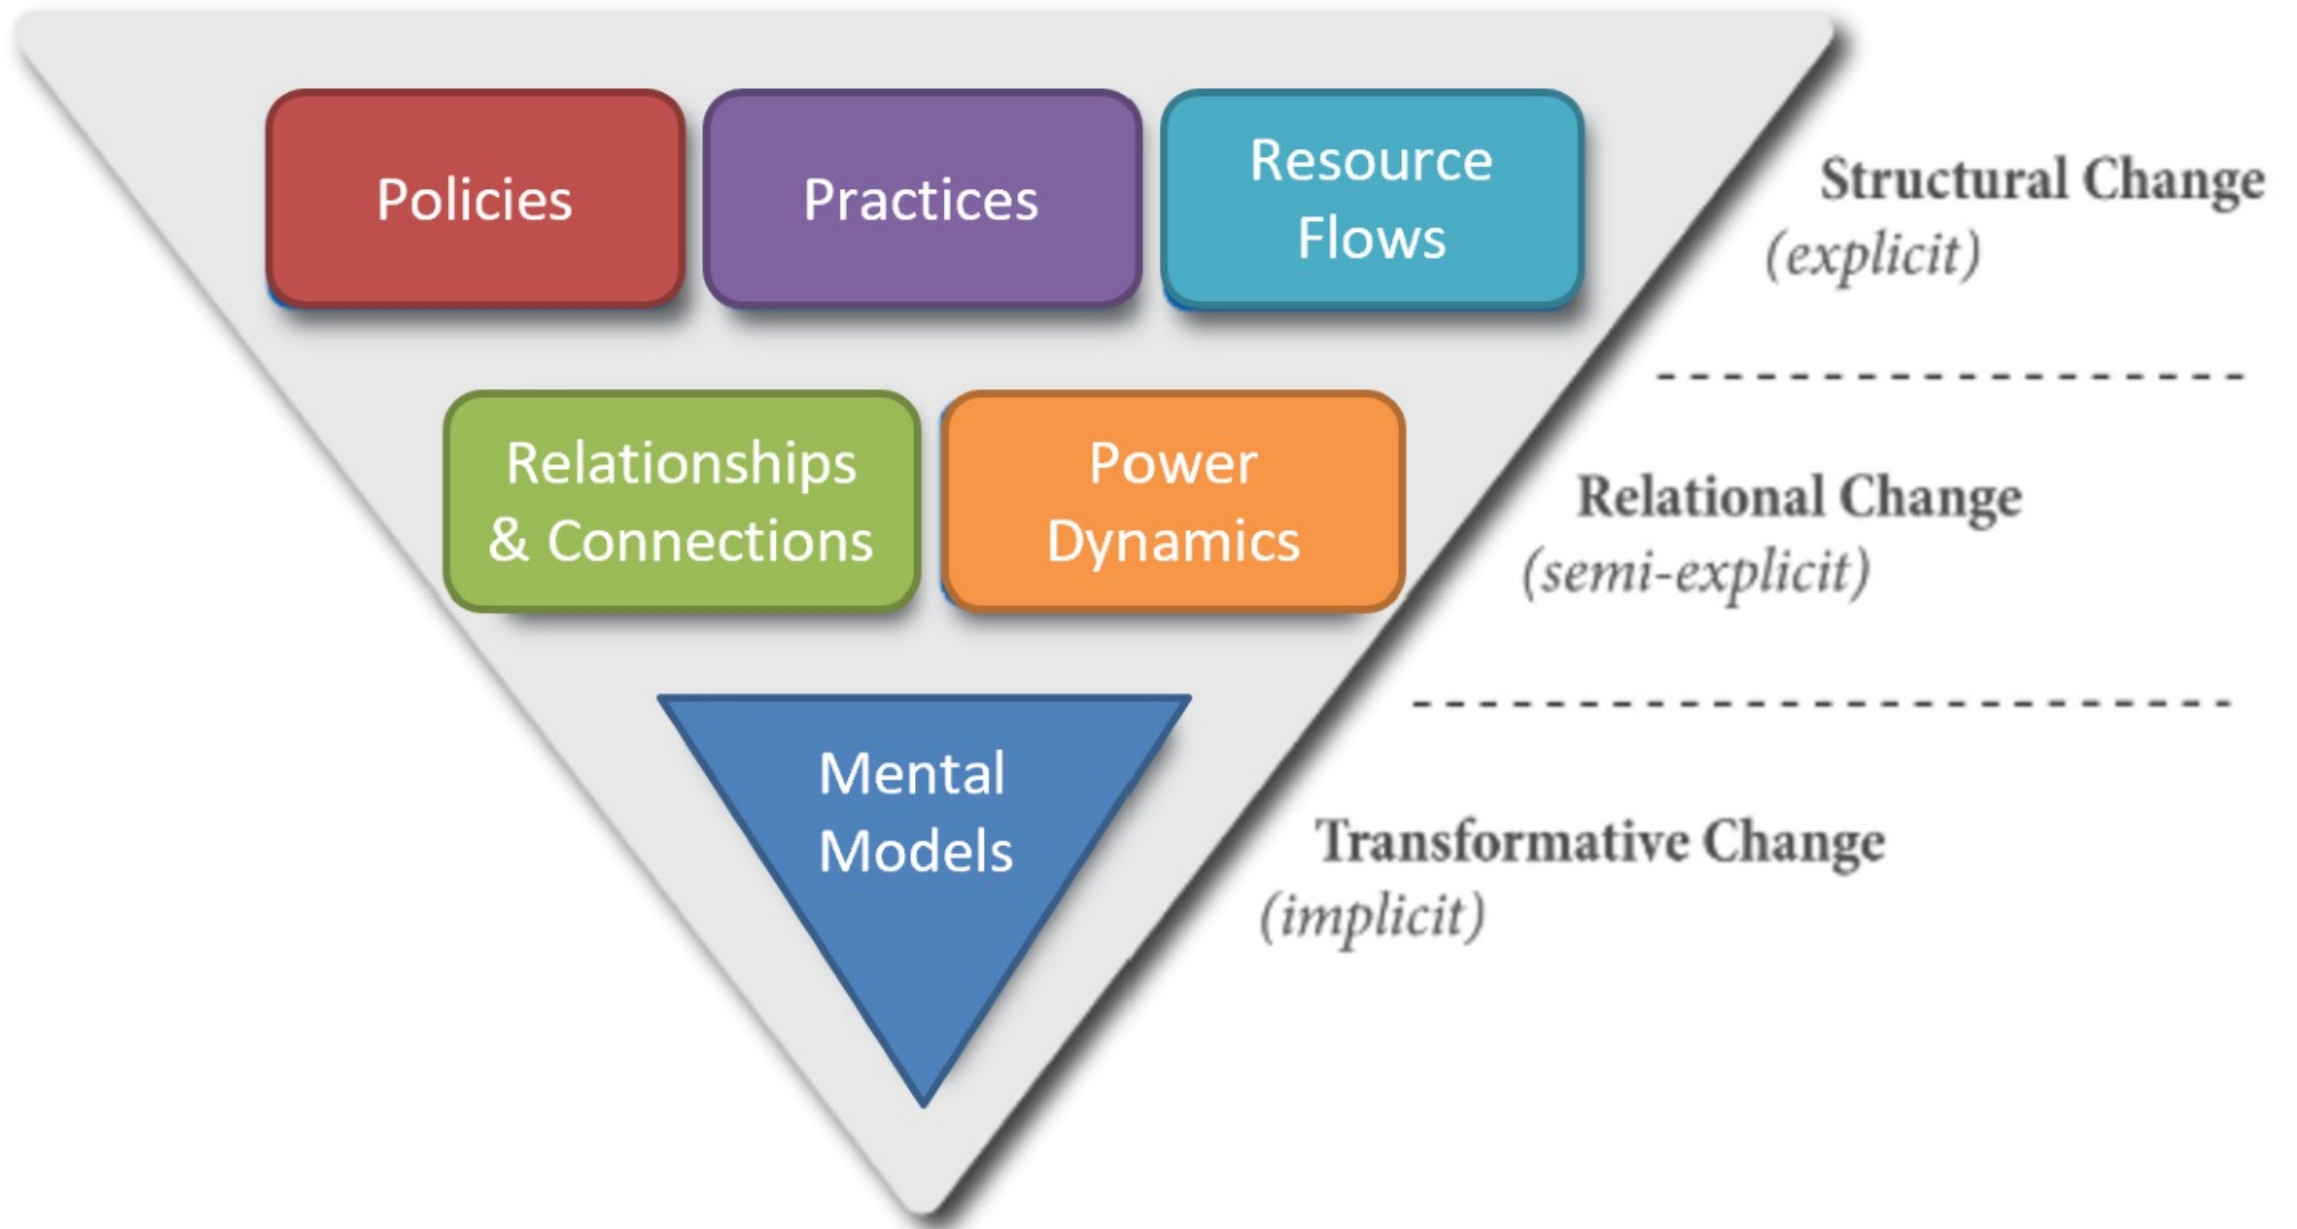 Policies
Practices
Resource
Flows
Structural Change
(explicit)
Relationships
& Connections
Power
Dynamics
Relational Change
(semi-explicit)
Mental
Models
Transformative Change
(implicit)